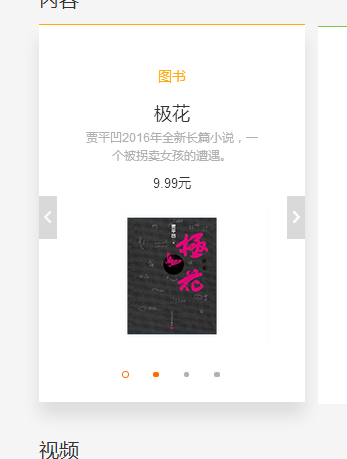 内容
图书
极花
贾平凹2016年全新长篇小说，一
个被拐卖女孩的遭遇。
9.99元
極
花
视频